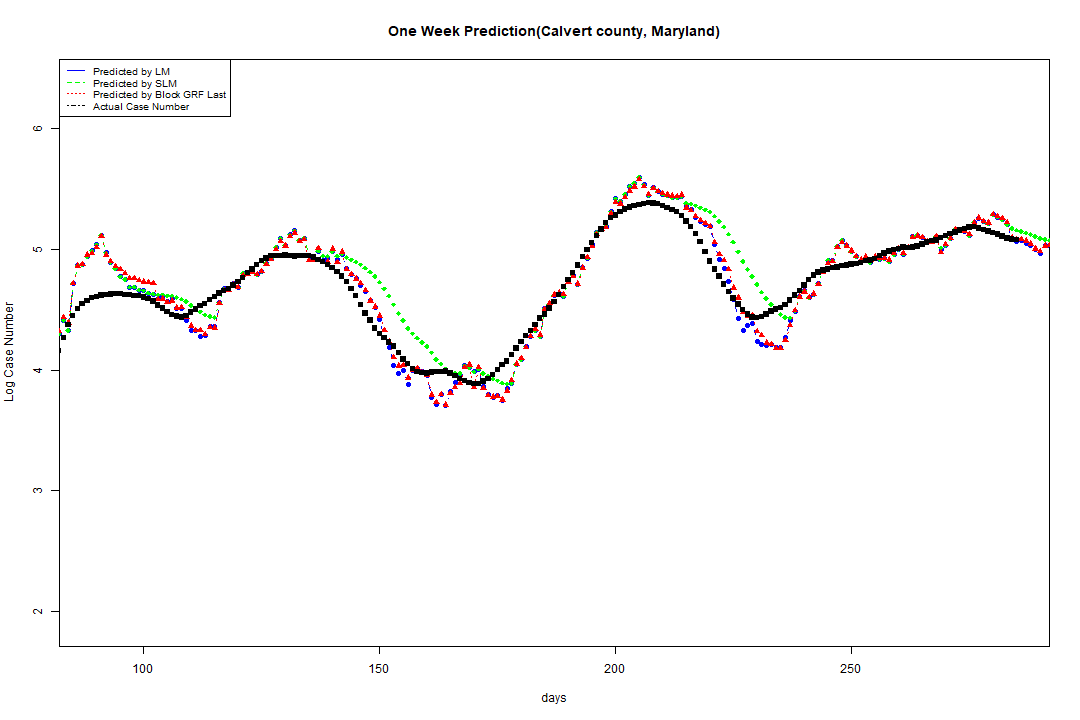 One Week Prediction(Calvert county, Maryland)
Predicted by LM
Predicted by SLM
Predicted by Block GRF Last
Actual Case Number
6
5
4
3
2
Log Case Number
100
150
200
250
days